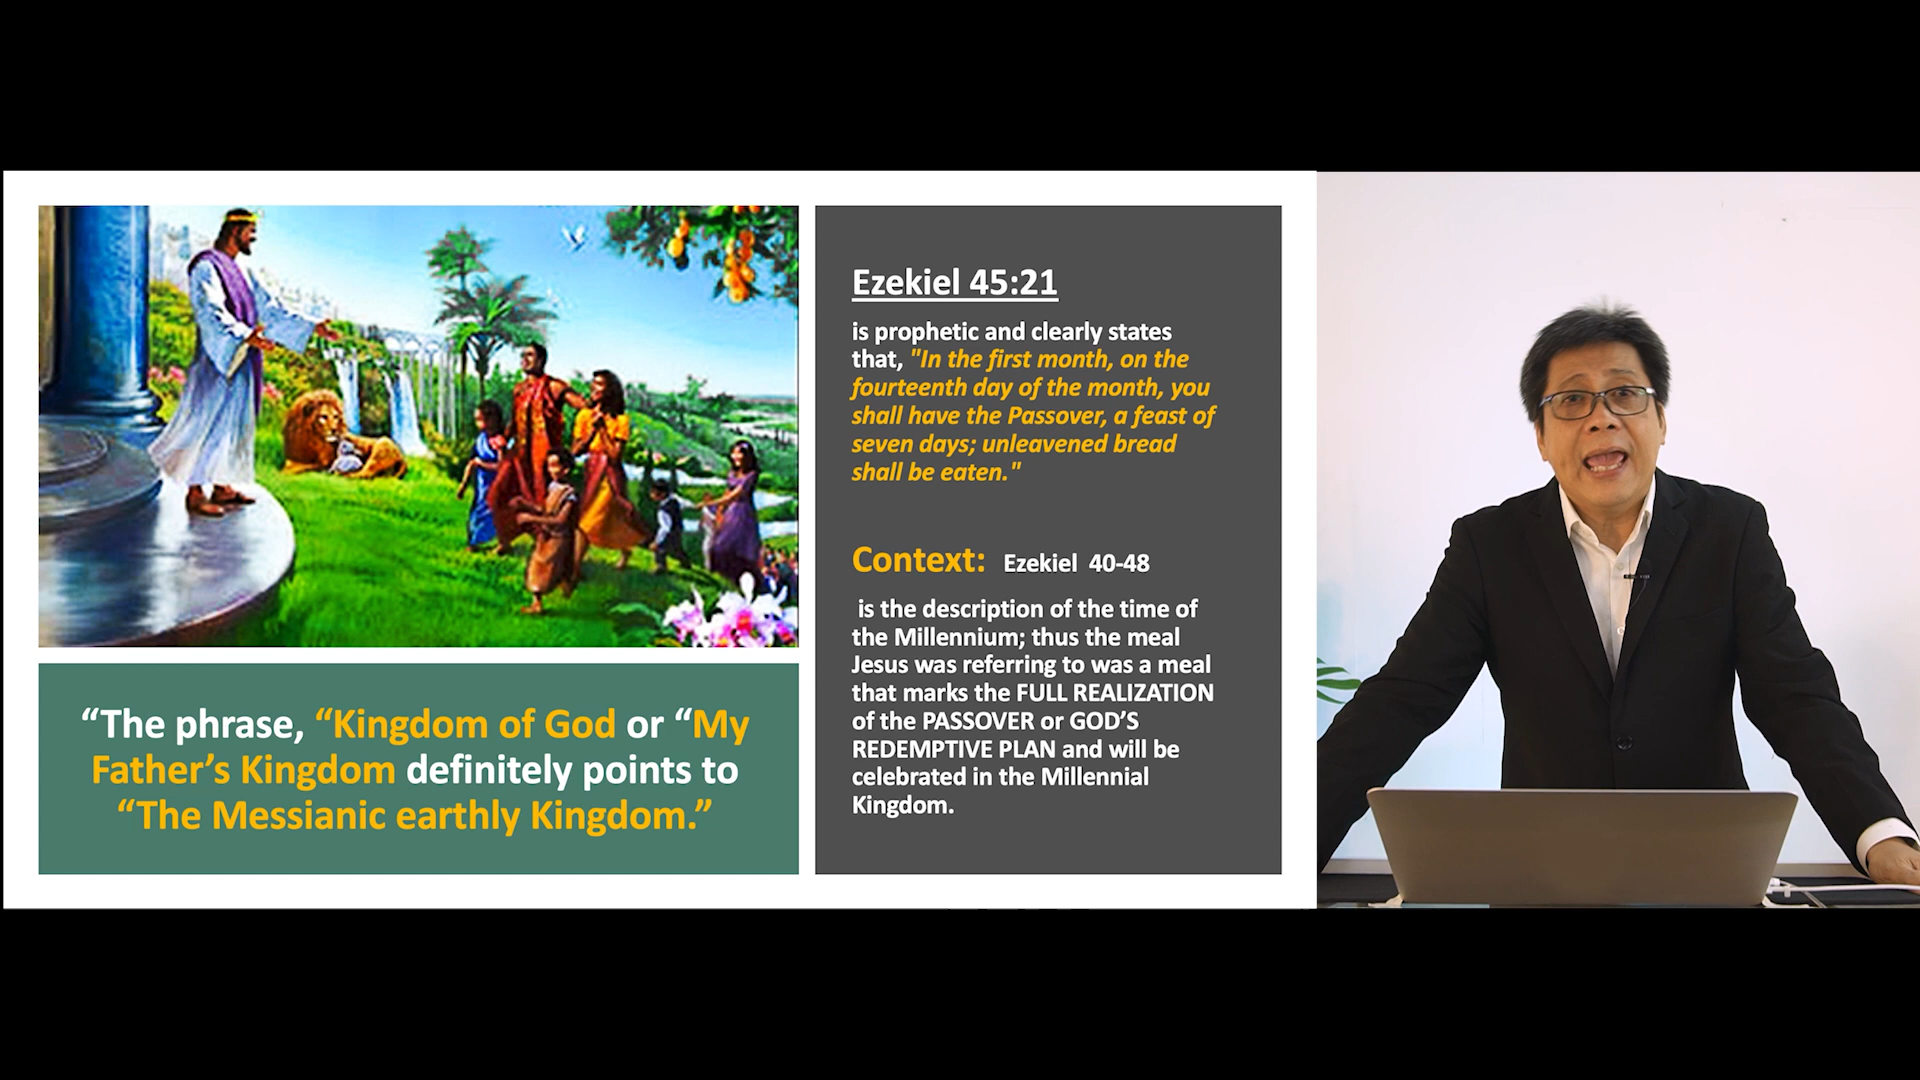 “The phrase, “Kingdom of God or “My
Father’s Kingdom definitely points to
“The Messianic earthly Kingdom.”
Ezekiel 45:21
is prophetic and clearly states
that, "In the first month, on the
fourteenth day of the month, you
shall have the Passover, a feast of
seven days; unleavened bread
shall be eaten."
Context: Ezekiel 40-48
is the description of the time of
the Millennium; thus the meal
Jesus was referring to was a meal
that marks the FULL REALIZATION
of the PASSOVER or GOD’S
REDEMPTIVE PLAN and will be
celebrated in the Millennial
Kingdom.